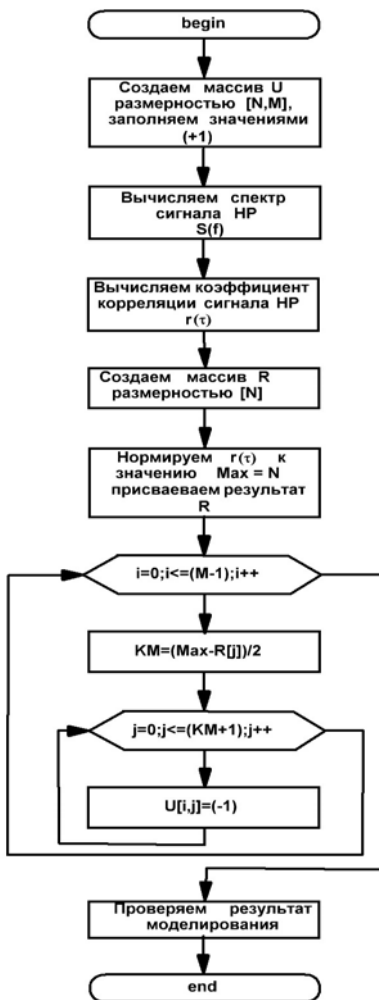 begin
Создаем массив U
размерностью [N,M],
заполняем значениями
(+1)
Вычисляем спектр
сигнала НР
S(f)
Вычисляем коэффициент
корреляции сигнала НР
r(τ)
Создаем массив R
размерностью [N]
Нормируем r(τ) к
значению Max = N
присваеваем результат
R
i=0;i<=(M-1);i++
KM=(Max-R[j])/2
j=0;j<=(KM+1);j++
U[i,j]=(-1)
Проверяем результат
моделирования
end